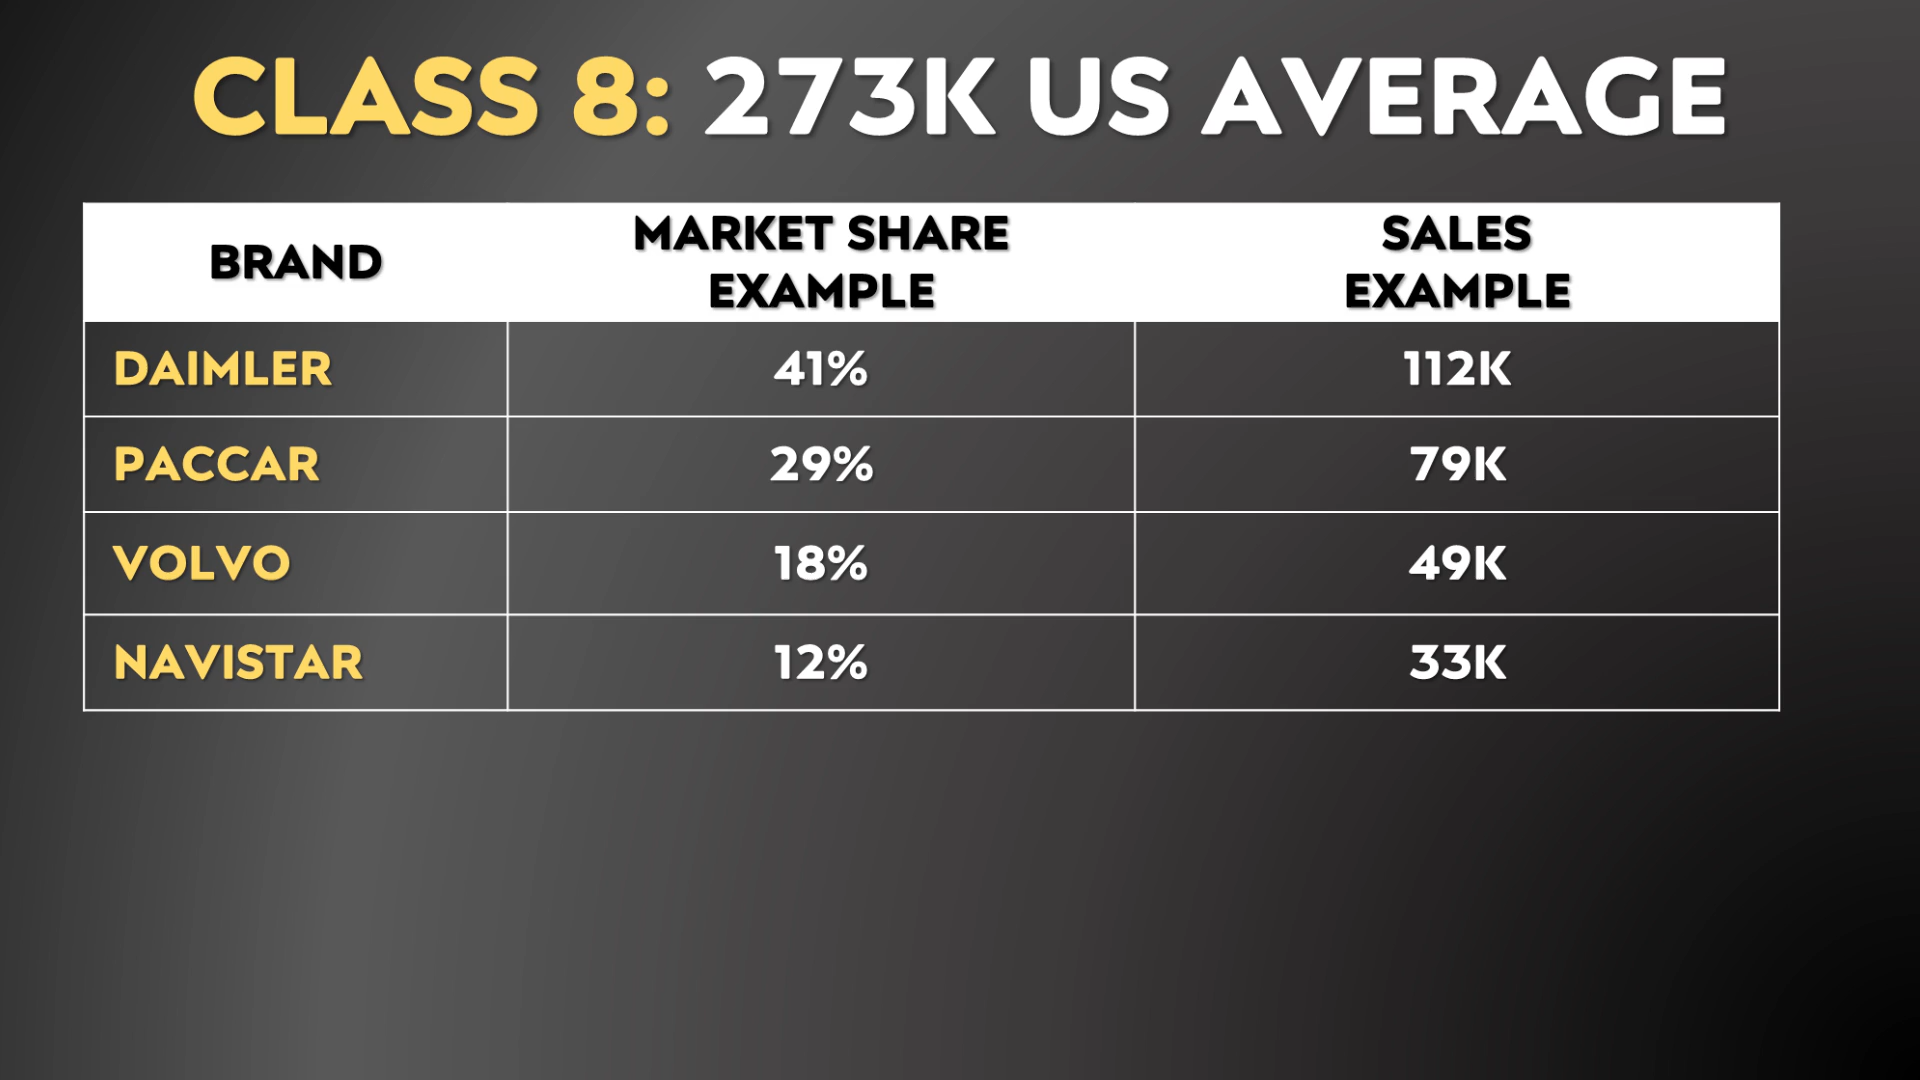 CLASS 8: 273K US AVERAGE
BRAND
MARKET SHARE
EXAMPLE
SALES
EXAMPLE
DAIMLER 41% 112K
PACCAR 29% 79K
VOLVO 18% 49K
NAVISTAR 12% 33K